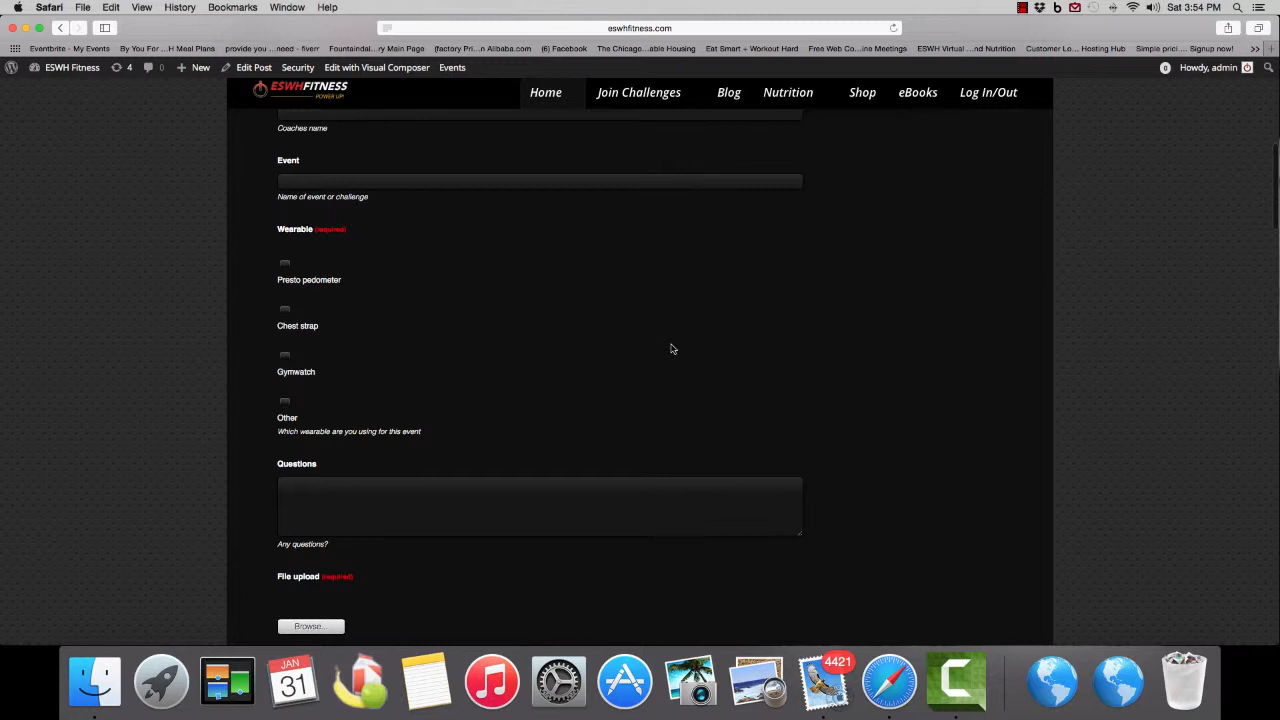 Safari File Edit View History Bookmarks Window Help Sat 3:54 PM
eswhfitness.com
Eventbrite - My Events By You For...H Meal Plans provide you ...need - fiverr Fountaindal...ry Main Page (factory Pri...n Alibaba.com (6) Facebook The Chicago...able Housing Eat Smart + Workout Hard Free Web Co...ine Meetings ESWH Virtual ...nd Nutrition Customer Lo... Hosting Hub Simple prici... Signup now!
ESWH Fitness 4 0 New Edit Post Security Edit with Visual Composer Events 0 Howdy, admin
ESWHFITNESS
POWER UP!
Home Join Challenges Blog Nutrition Shop eBooks Log In/Out
Coaches name
Event
Name of event or challenge
Wearable (required)
Presto pedometer
Chest strap
Gymwatch
Other
Which wearable are you using for this event
Questions
Any questions?
File upload (required)
Browse...
JAN
31
4421